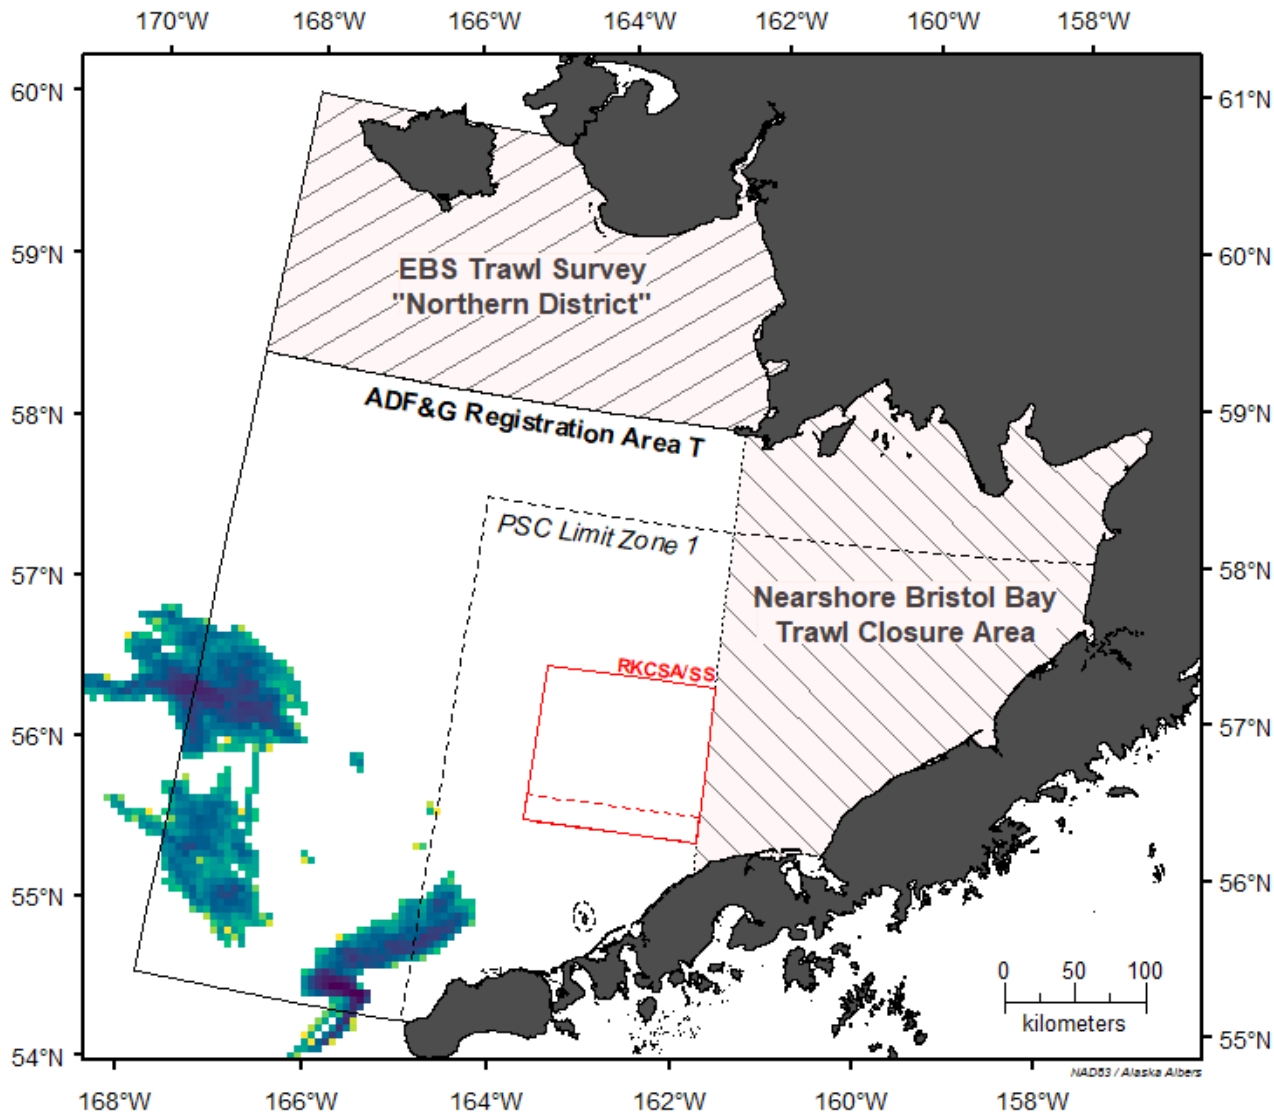 170°W 168°W 166°W 164°W 162°W 160°W 158°W
60°N
61°N
59°N
60°N
EBS Trawl Survey
"Northern District"
58°N
59°N
ADF&G Registration Area T
PSC Limit Zone 1
57°N
58°N
Nearshore Bristol Bay
Trawl Closure Area
RKCSA/SS
56°N
57°N
55°N
56°N
0 50 100
kilometers
54°N
55°N
NAD83 / Alaska Albers
168°W 166°W 164°W 162°W 160°W 158°W